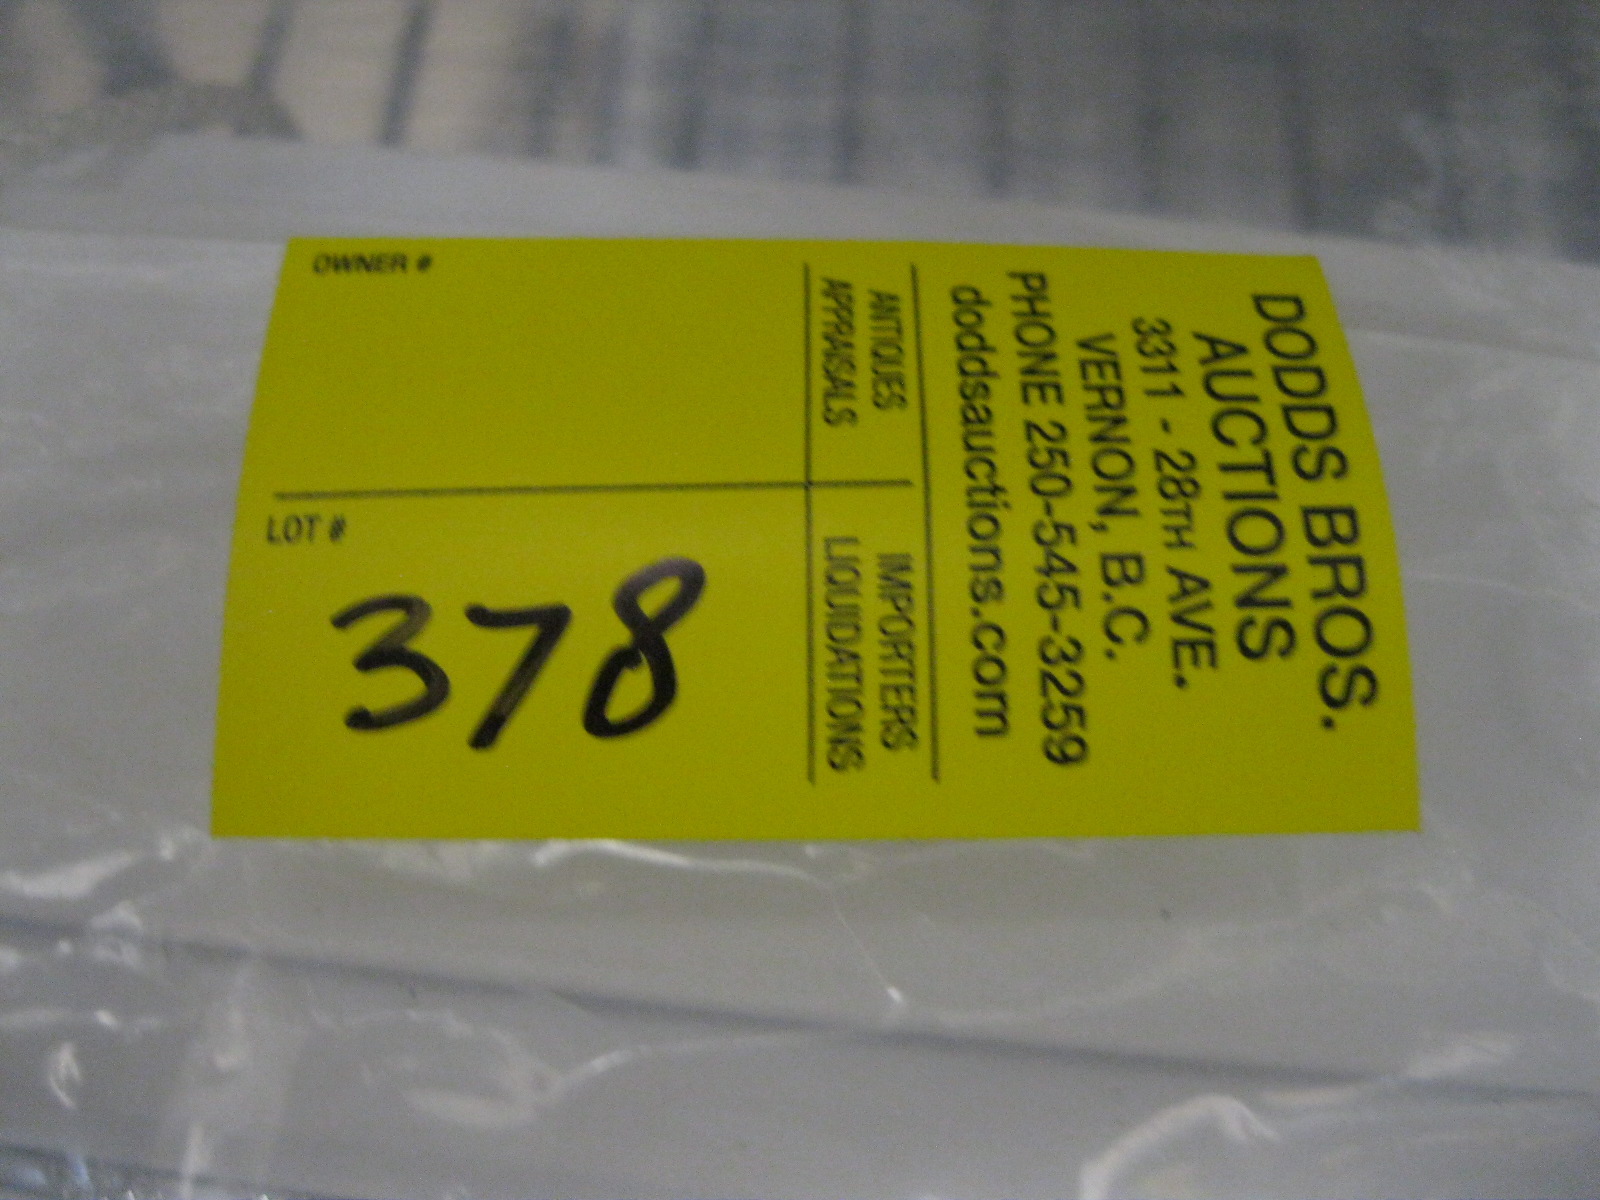 DODDS BROS.
AUCTIONS
3311 - 28TH AVE.
VERNON, B.C.
PHONE 250-545-3259
doddsauctions.com
ANTIQUES
APPRAISALS
IMPORTERS
LIQUIDATIONS
OWNER #
LOT #
378